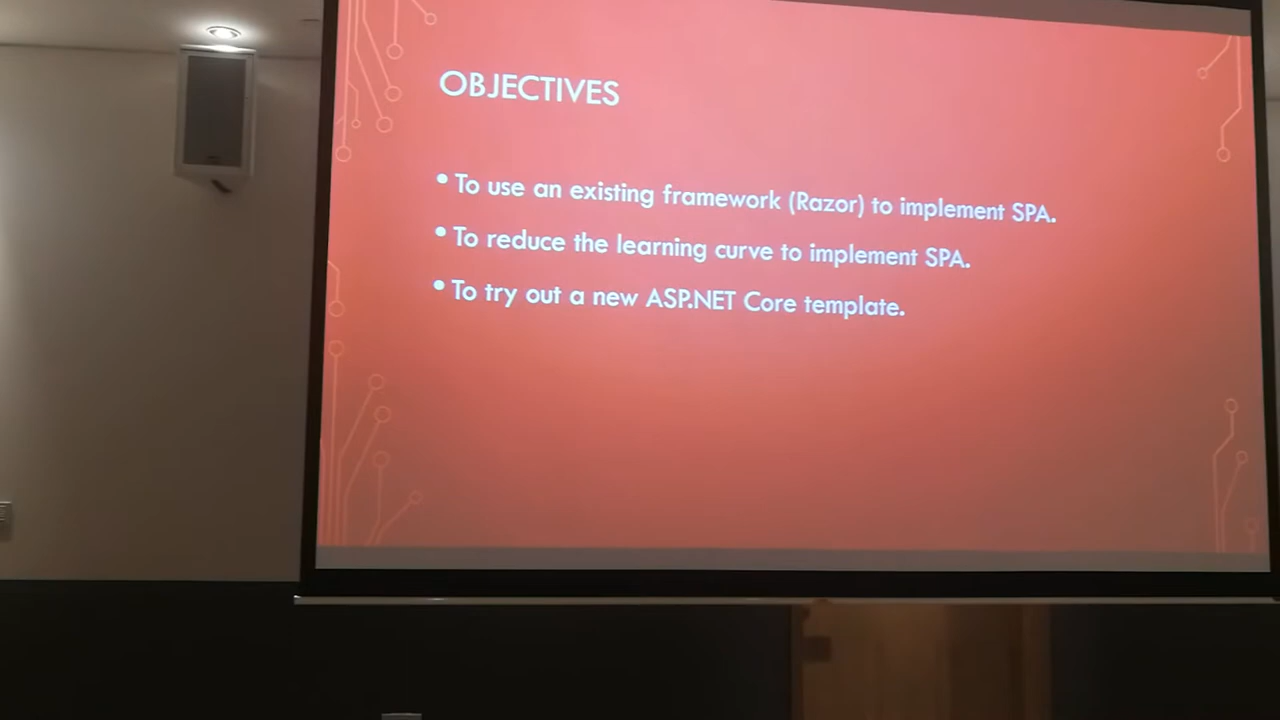 OBJECTIVES
• To use an existing framework (Razor) to implement SPA.
• To reduce the learning curve to implement SPA.
• To try out a new ASP.NET Core template.